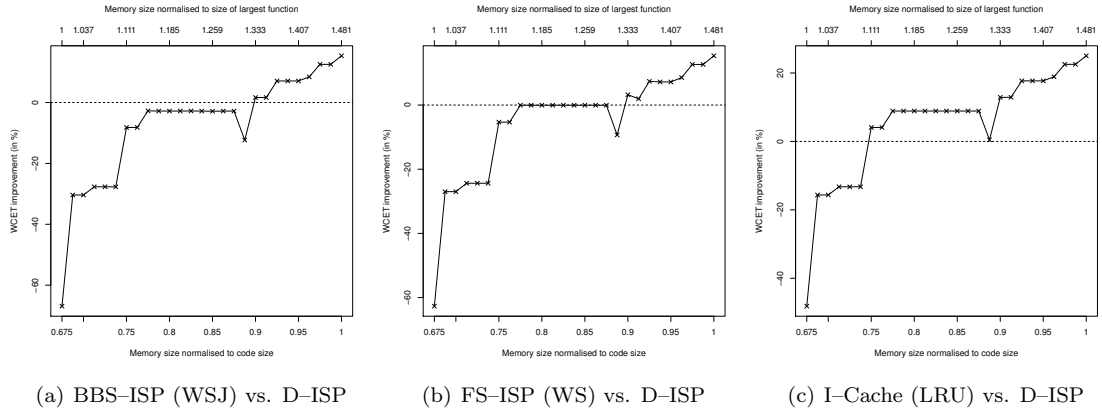 Memory size normalised to size of largest function
1 1.037 1.111 1.185 1.259 1.333 1.407 1.481
WCET improvement (in %)
0
−20
−40
−60
0.675 0.75 0.8 0.85 0.9 0.95 1
Memory size normalised to code size
(a) BBS–ISP (WSJ) vs. D–ISP
Memory size normalised to size of largest function
1 1.037 1.111 1.185 1.259 1.333 1.407 1.481
WCET improvement (in %)
0
−20
−40
−60
0.675 0.75 0.8 0.85 0.9 0.95 1
Memory size normalised to code size
(b) FS–ISP (WS) vs. D–ISP
Memory size normalised to size of largest function
1 1.037 1.111 1.185 1.259 1.333 1.407 1.481
WCET improvement (in %)
20
0
−20
−40
0.675 0.75 0.8 0.85 0.9 0.95 1
Memory size normalised to code size
(c) I–Cache (LRU) vs. D–ISP